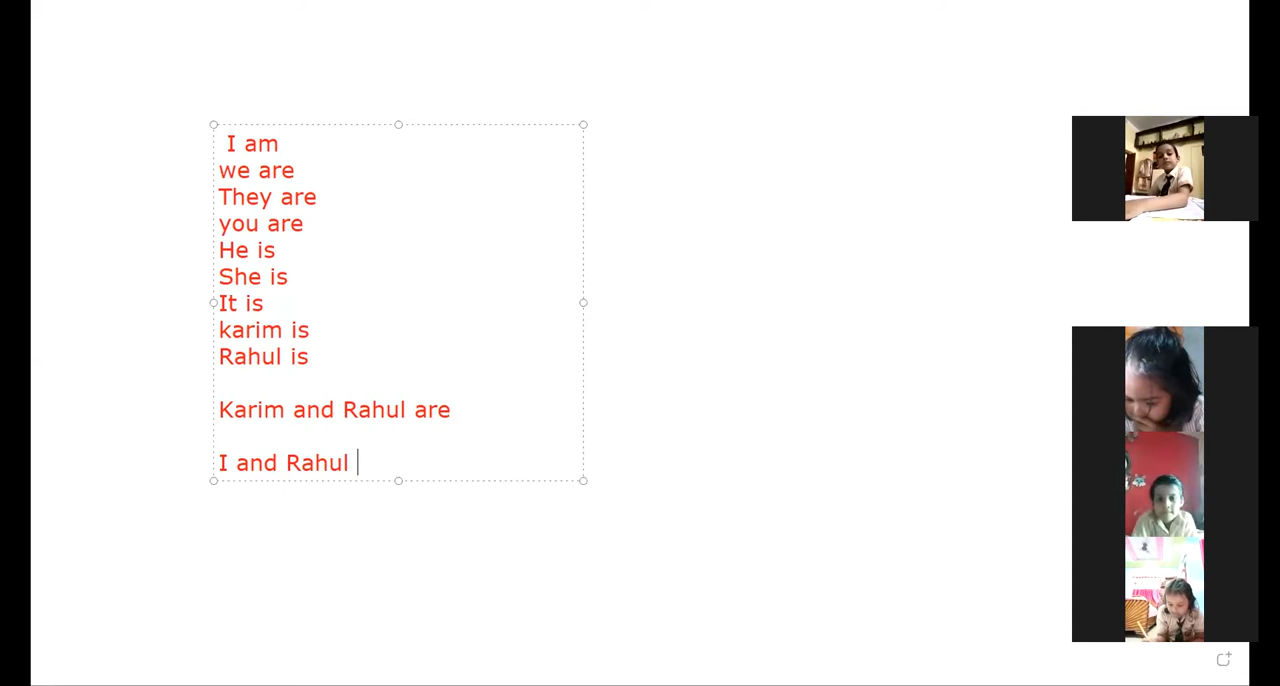 I am
we are
They are
you are
He is
She is
It is
karim is
Rahul is
Karim and Rahul are
I and Rahul